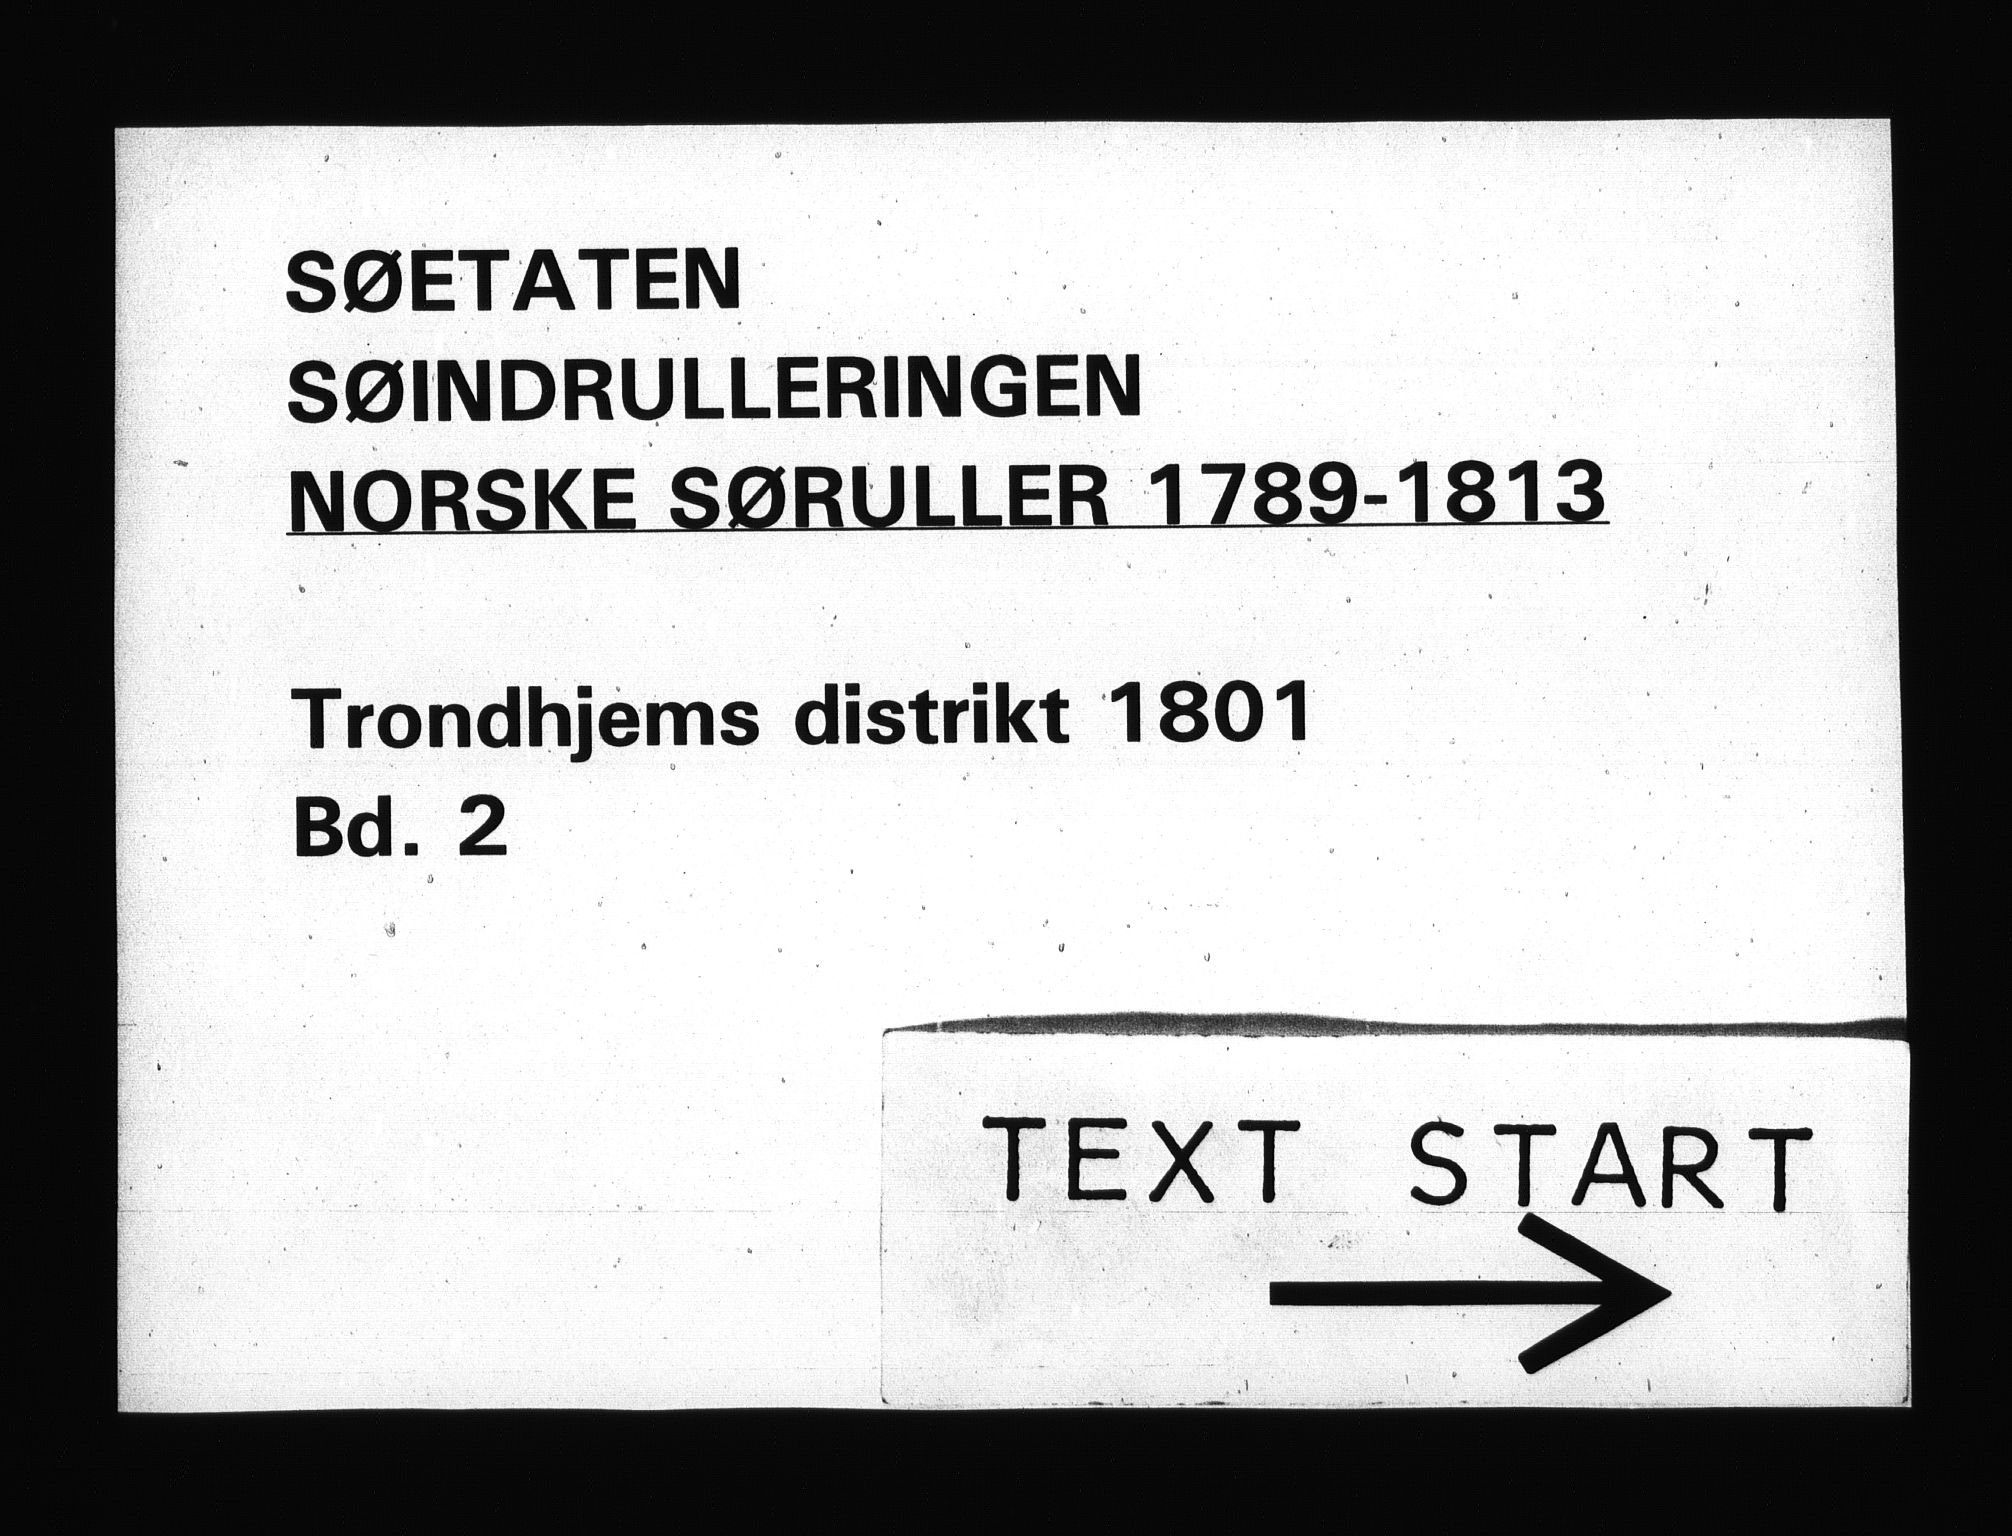 SØETATEN
SØINDRULLERINGEN
NORSKE SØRULLER 1789-1813
Trondhjems distrikt 1801
Bd. 2
TEXT START